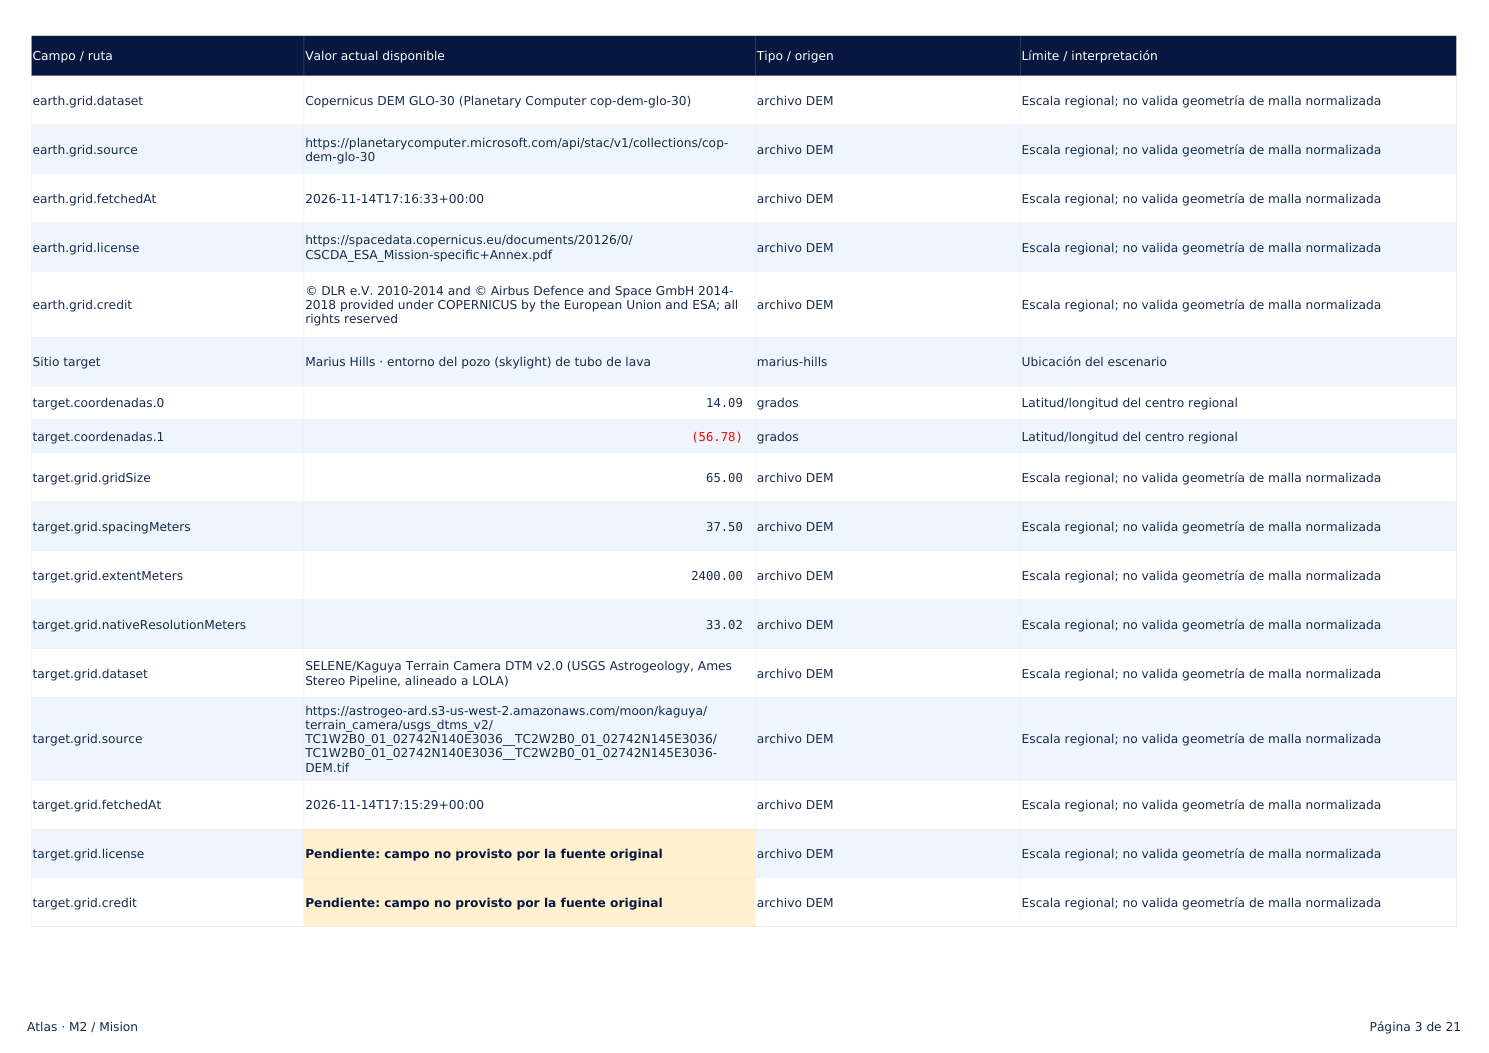 Campo / ruta Valor actual disponible Tipo / origen Límite / interpretación
earth.grid.dataset Copernicus DEM GLO-30 (Planetary Computer cop-dem-glo-30) archivo DEM Escala regional; no valida geometría de malla normalizada
earth.grid.source https://planetarycomputer.microsoft.com/api/stac/v1/collections/cop-
dem-glo-30 archivo DEM Escala regional; no valida geometría de malla normalizada
earth.grid.fetchedAt 2026-11-14T17:16:33+00:00 archivo DEM Escala regional; no valida geometría de malla normalizada
earth.grid.license https://spacedata.copernicus.eu/documents/20126/0/
CSCDA_ESA_Mission-specific+Annex.pdf archivo DEM Escala regional; no valida geometría de malla normalizada
earth.grid.credit © DLR e.V. 2010-2014 and © Airbus Defence and Space GmbH 2014-
2018 provided under COPERNICUS by the European Union and ESA; all
rights reserved archivo DEM Escala regional; no valida geometría de malla normalizada
Sitio target Marius Hills · entorno del pozo (skylight) de tubo de lava marius-hills Ubicación del escenario
target.coordenadas.0 14.09 grados Latitud/longitud del centro regional
target.coordenadas.1 (56.78) grados Latitud/longitud del centro regional
target.grid.gridSize 65.00 archivo DEM Escala regional; no valida geometría de malla normalizada
target.grid.spacingMeters 37.50 archivo DEM Escala regional; no valida geometría de malla normalizada
target.grid.extentMeters 2400.00 archivo DEM Escala regional; no valida geometría de malla normalizada
target.grid.nativeResolutionMeters 33.02 archivo DEM Escala regional; no valida geometría de malla normalizada
target.grid.dataset SELENE/Kaguya Terrain Camera DTM v2.0 (USGS Astrogeology, Ames
Stereo Pipeline, alineado a LOLA) archivo DEM Escala regional; no valida geometría de malla normalizada
target.grid.source https://astrogeo-ard.s3-us-west-2.amazonaws.com/moon/kaguya/
terrain_camera/usgs_dtms_v2/
TC1W2B0_01_02742N140E3036__TC2W2B0_01_02742N145E3036/
TC1W2B0_01_02742N140E3036__TC2W2B0_01_02742N145E3036-
DEM.tif archivo DEM Escala regional; no valida geometría de malla normalizada
target.grid.fetchedAt 2026-11-14T17:15:29+00:00 archivo DEM Escala regional; no valida geometría de malla normalizada
target.grid.license Pendiente: campo no provisto por la fuente original archivo DEM Escala regional; no valida geometría de malla normalizada
target.grid.credit Pendiente: campo no provisto por la fuente original archivo DEM Escala regional; no valida geometría de malla normalizada
Atlas · M2 / Mision Página 3 de 21